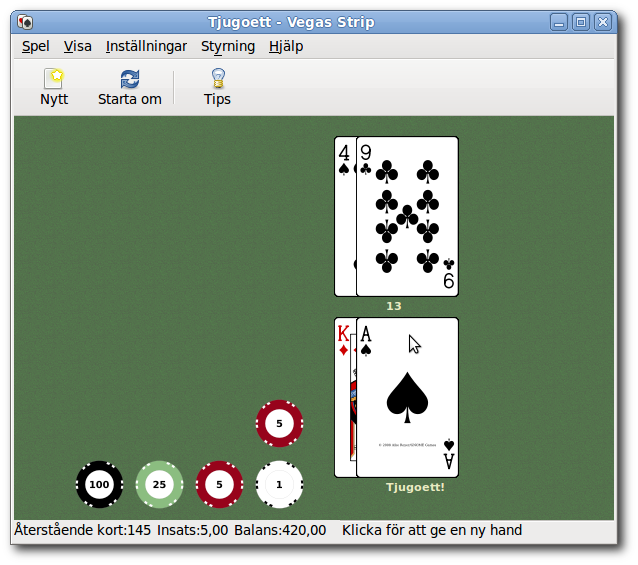 Tjugoett - Vegas Strip
Spel Visa Inställningar Styrning Hjälp
Nytt Starta om Tips
4 9
6
13
K A
© 2006 Aike Reuter/GNOME Games
A
Tjugoett!
5
100 25 5 1
Återstående kort:145 Insats:5,00 Balans:420,00 Klicka för att ge en ny hand